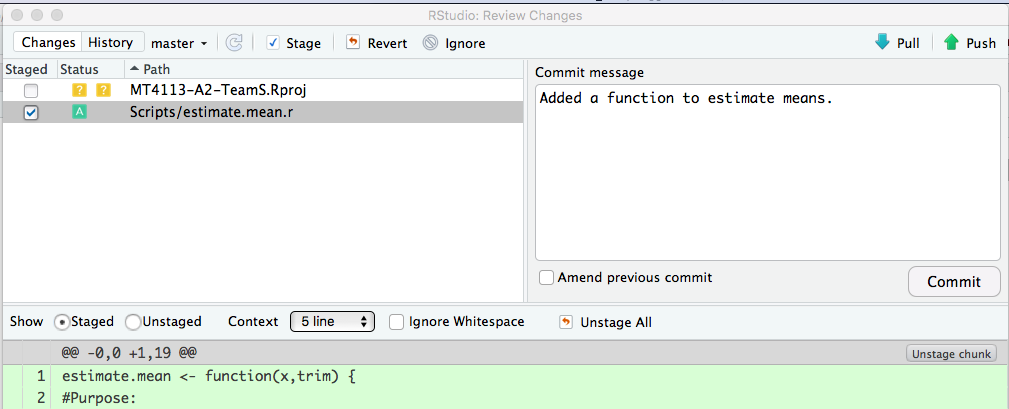 RStudio: Review Changes
Changes History master Stage Revert Ignore Pull Push
Staged Status Path
? ? MT4113-A2-TeamS.Rproj
A Scripts/estimate.mean.r
Commit message
Added a function to estimate means.
Amend previous commit
Commit
Show Staged Unstaged Context 5 line Ignore Whitespace Unstage All
@@ -0,0 +1,19 @@ Unstage chunk
1 estimate.mean <- function(x,trim) {
2 #Purpose: